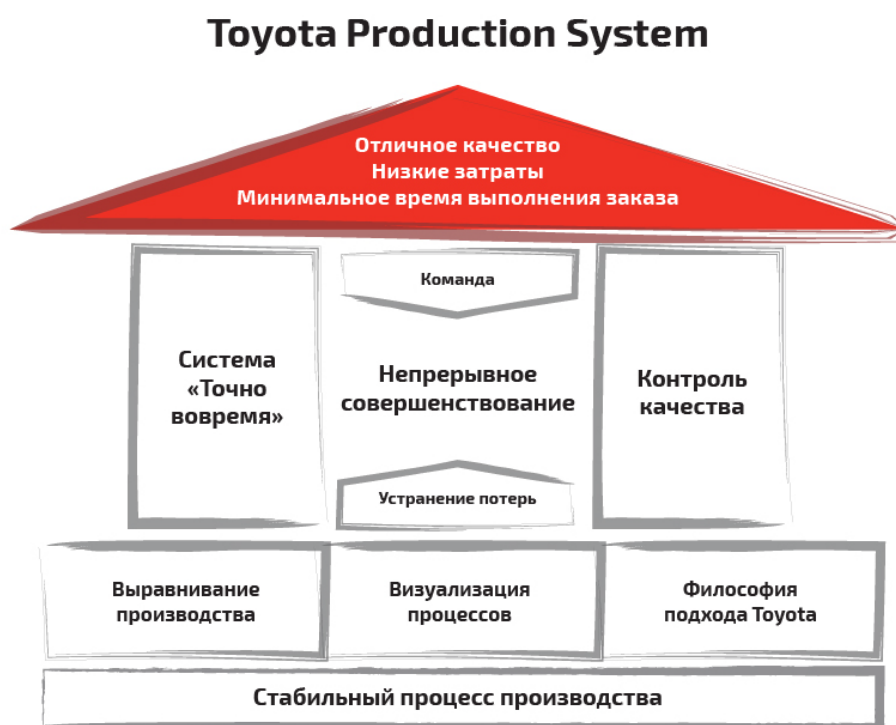 Toyota Production System
Отличное качество
Низкие затраты
Минимальное время выполнения заказа
Система
«Точно
вовремя»
Команда
Непрерывное
совершенствование
Устранение потерь
Контроль
качества
Выравнивание
производства
Визуализация
процессов
Философия
подхода Toyota
Стабильный процесс производства